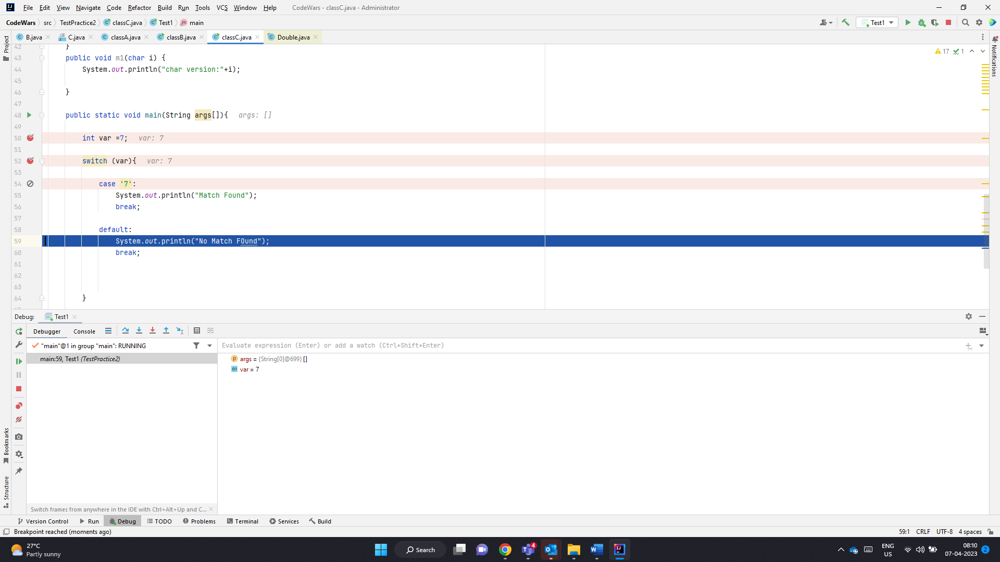 File Edit View Navigate Code Refactor Build Run Tools VCS Window Help CodeWars - classC.java - Administrator
CodeWars src TestPractice2 classC.java Test1 main Test1
Project B.java C.java classA.java classB.java classC.java Double.java
42 }
17 1
43 public void m1(char i) {
44 System.out.println("char version:"+i);
45
46 }
47
48 public static void main(String args[]){ args: []
49
50 int var =7; var: 7
51
52 switch (var){ var: 7
53
54 case '7':
55 System.out.println("Match Found");
56 break;
57
58 default:
59 System.out.println("No Match FOund");
60 break;
61
62
63
64 }
Notifications
Debug: Test1
Debugger Console
"main"@1 in group "main": RUNNING
Evaluate expression (Enter) or add a watch (Ctrl+Shift+Enter)
main:59, Test1 (TestPractice2)
args = {String[0]@699} []
var = 7
Bookmarks
Structure
Switch frames from anywhere in the IDE with Ctrl+Alt+Up and C...
Version Control Run Debug TODO Problems Terminal Services Build
Breakpoint reached (moments ago) 59:1 CRLF UTF-8 4 spaces
27°C
Partly sunny
Search
4
ENG
US
08:10
07-04-2023
2